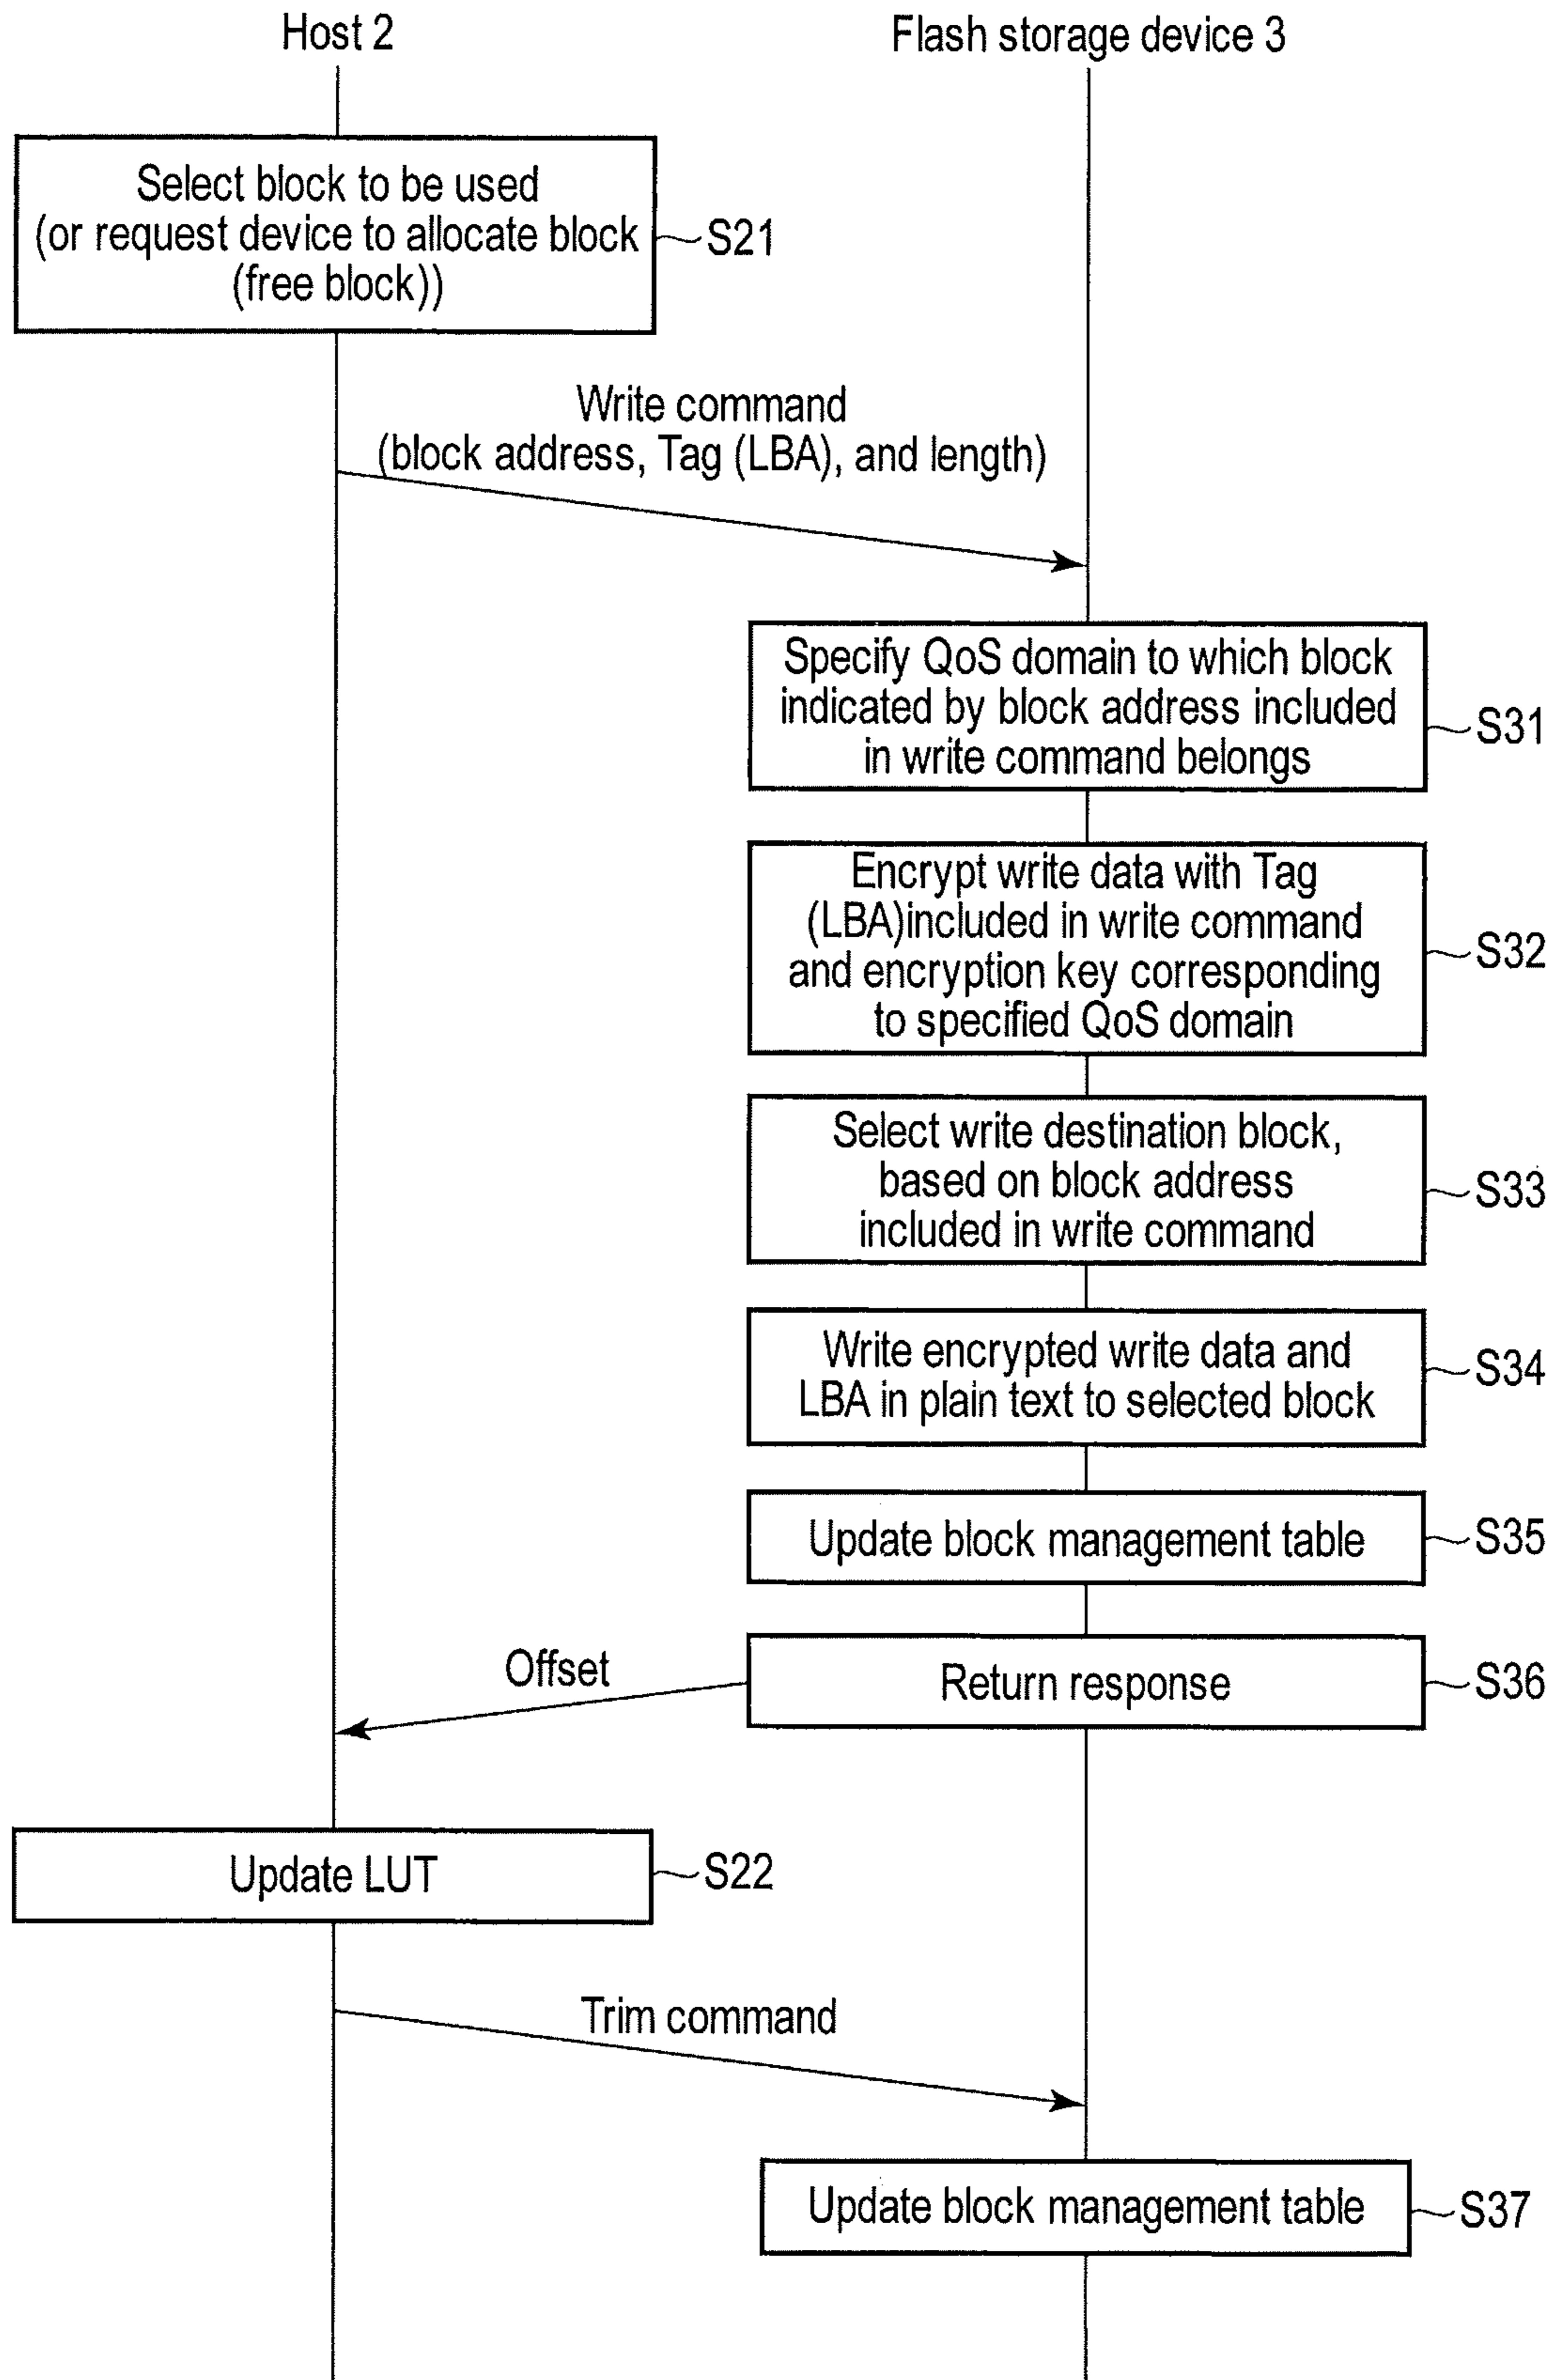 Host 2
Flash storage device 3
Select block to be used
(or request device to allocate block
(free block))
S21
Write command
(block address, Tag (LBA), and length)
Specify QoS domain to which block
indicated by block address included
in write command belongs
S31
Encrypt write data with Tag
(LBA)included in write command
and encryption key corresponding
to specified QoS domain
S32
Select write destination block,
based on block address
included in write command
S33
Write encrypted write data and
LBA in plain text to selected block
S34
Update block management table
S35
Return response
S36
Offset
Update LUT
S22
Trim command
Update block management table
S37